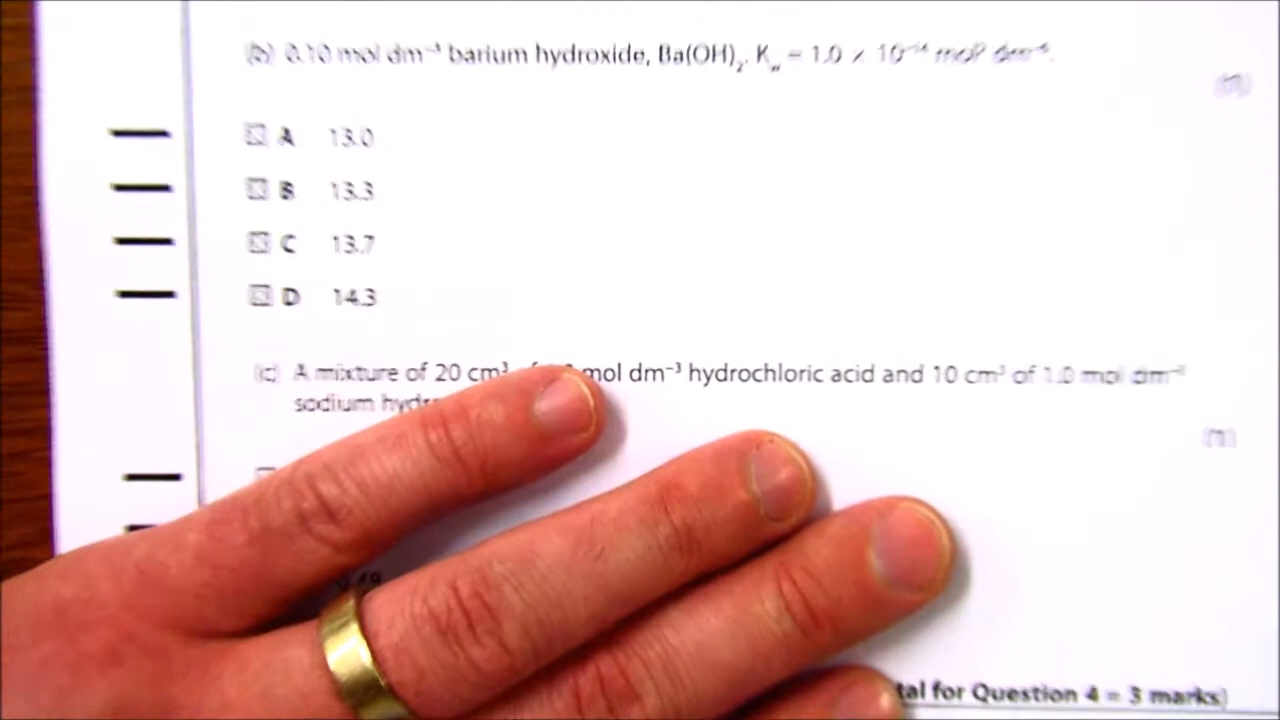 (b) 0.10 mol dm⁻³ barium hydroxide, Ba(OH)₂. K_w = 1.0 × 10⁻¹⁴ mol² dm⁻⁶.
(1)
A 13.0
B 13.3
C 13.7
D 14.3
(c) A mixture of 20 cm³ mol dm⁻³ hydrochloric acid and 10 cm³ of 1.0 mol dm⁻³
sodium
(1)
for Question 4 = 3 marks)